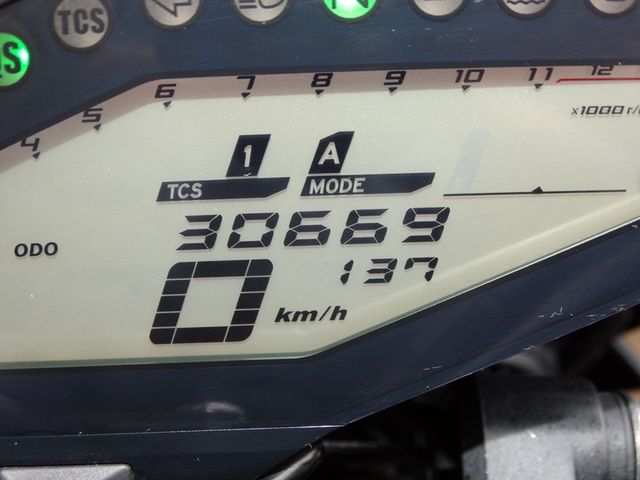 TCS
N
4 5 6 7 8 9 10 11 12
x1000 r/
1 A
TCS MODE
30669
ODO
137
0 km/h